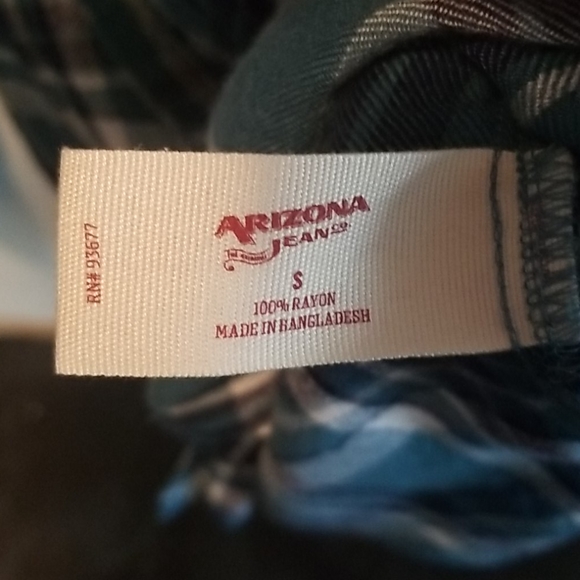 ARIZONA
JEAN CO
S
100% RAYON
MADE IN BANGLADESH
RN# 93677